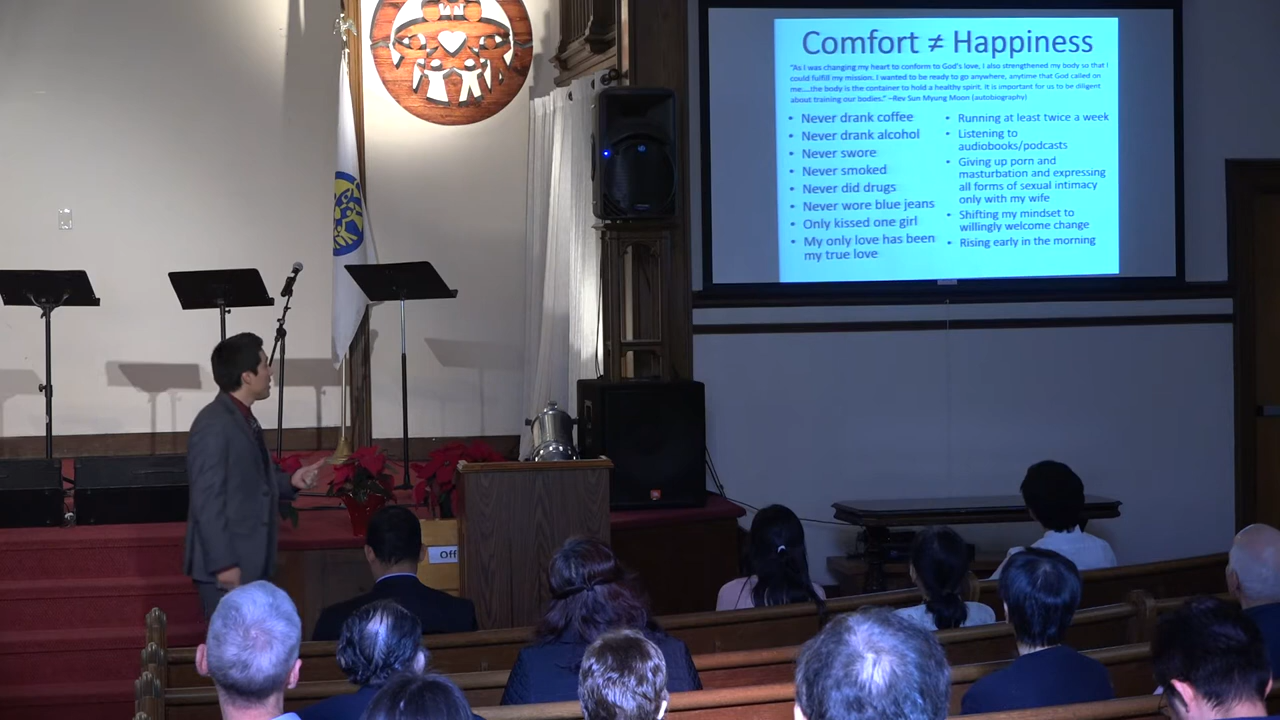 Comfort ≠ Happiness
"As I was changing my heart to conform to God's love, I also strengthened my body so that I
could fulfill my mission. I wanted to be ready to go anywhere, anytime that God called on
me....the body is the container to hold a healthy spirit. It is important for us to be diligent
about training our bodies." –Rev Sun Myung Moon (autobiography)
• Never drank coffee
• Never drank alcohol
• Never swore
• Never smoked
• Never did drugs
• Never wore blue jeans
• Only kissed one girl
• My only love has been
my true love
• Running at least twice a week
• Listening to
audiobooks/podcasts
• Giving up porn and
masturbation and expressing
all forms of sexual intimacy
only with my wife
• Shifting my mindset to
willingly welcome change
• Rising early in the morning
Off